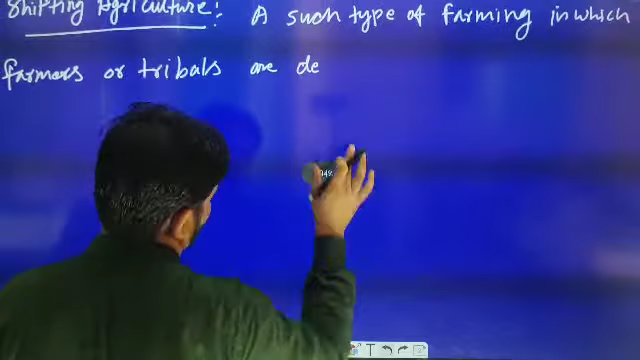 Shifting Agriculture: A such type of farming in which
farmers or tribals are de